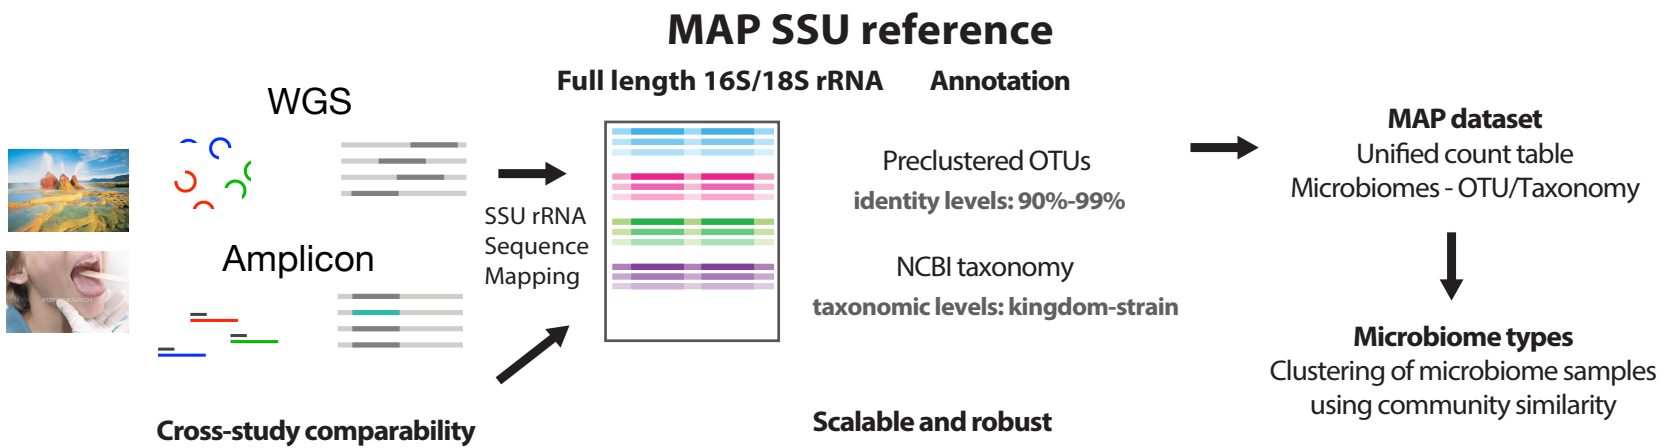 MAP SSU reference
Full length 16S/18S rRNA
Annotation
WGS
Amplicon
SSU rRNA
Sequence
Mapping
Preclustered OTUs
identity levels: 90%-99%
NCBI taxonomy
taxonomic levels: kingdom-strain
MAP dataset
Unified count table
Microbiomes - OTU/Taxonomy
Microbiome types
Clustering of microbiome samples
using community similarity
Cross-study comparability
Scalable and robust